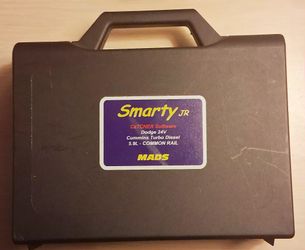 Smarty JR
CaTCHER Software
Dodge 24V
Cummins Turbo Diesel
5.9L - COMMON RAIL
MADS